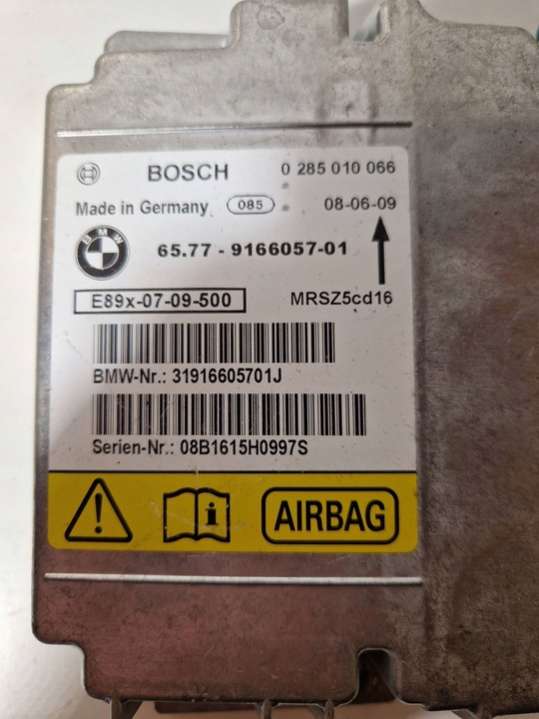 BOSCH 0 285 010 066
Made in Germany 085 08-06-09
BMW 65.77 - 9166057-01
E89x-07-09-500 MRSZ5cd16
BMW-Nr.: 31916605701J
Serien-Nr.: 08B1615H0997S
AIRBAG